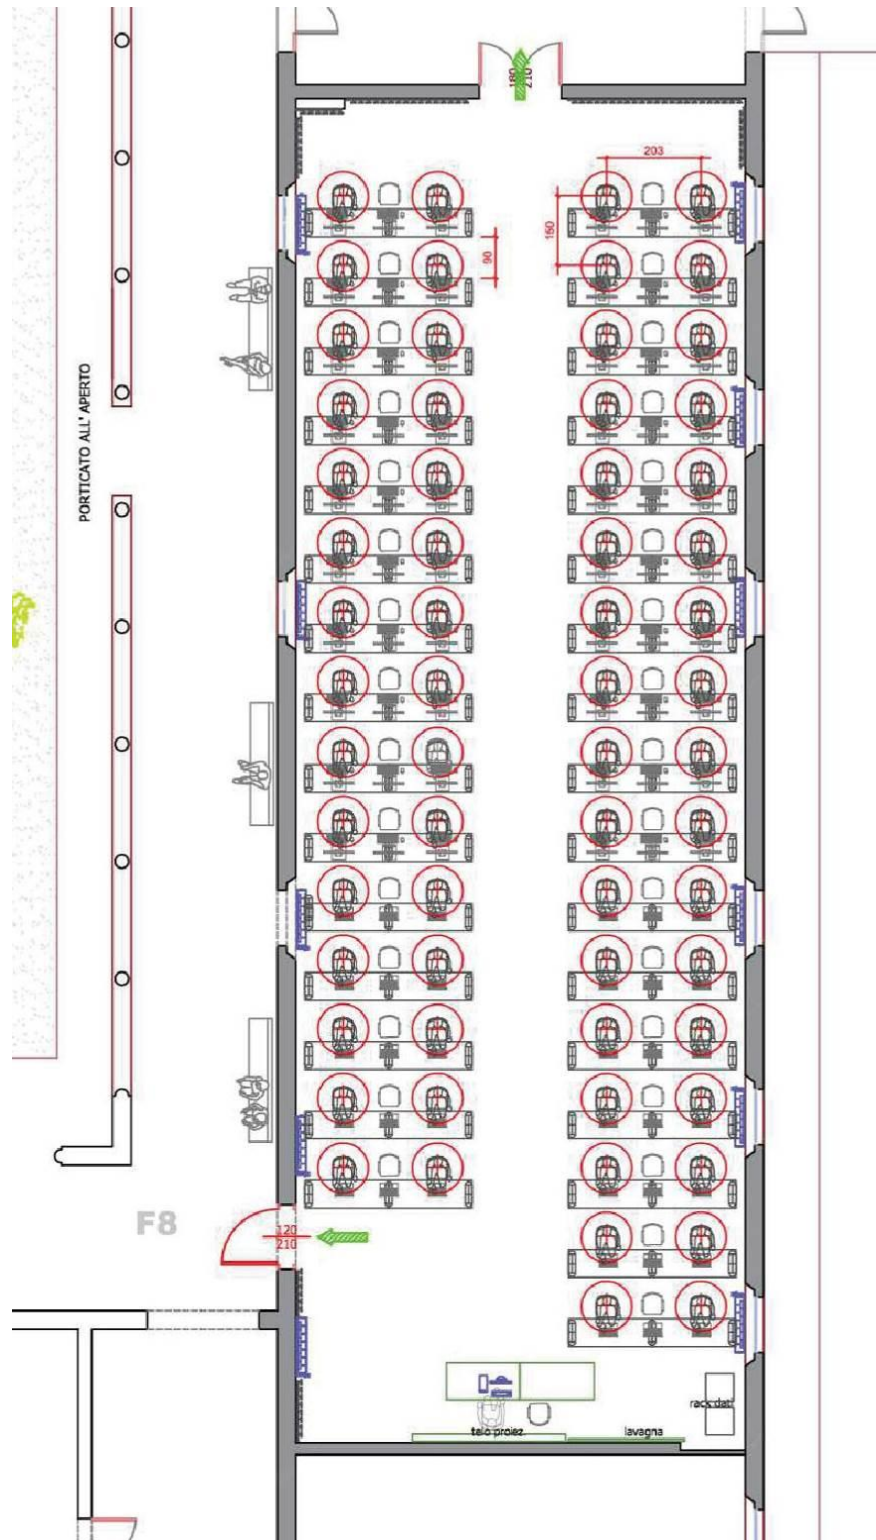 180
210
203
150
90
PORTICATO ALL' APERTO
F8
120
210
rack dati
telo proiez.
lavagna